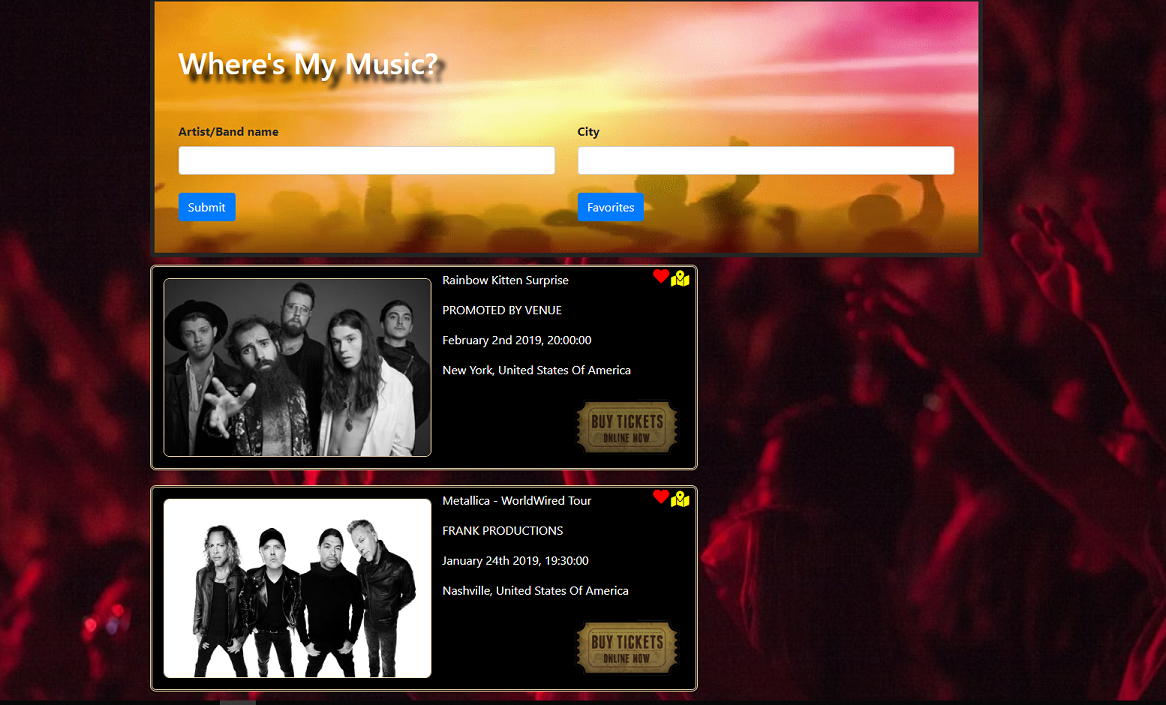 Where's My Music?
Artist/Band name
City
Submit
Favorites
Rainbow Kitten Surprise
PROMOTED BY VENUE
February 2nd 2019, 20:00:00
New York, United States Of America
BUY TICKETS
ONLINE NOW
Metallica - WorldWired Tour
FRANK PRODUCTIONS
January 24th 2019, 19:30:00
Nashville, United States Of America
BUY TICKETS
ONLINE NOW